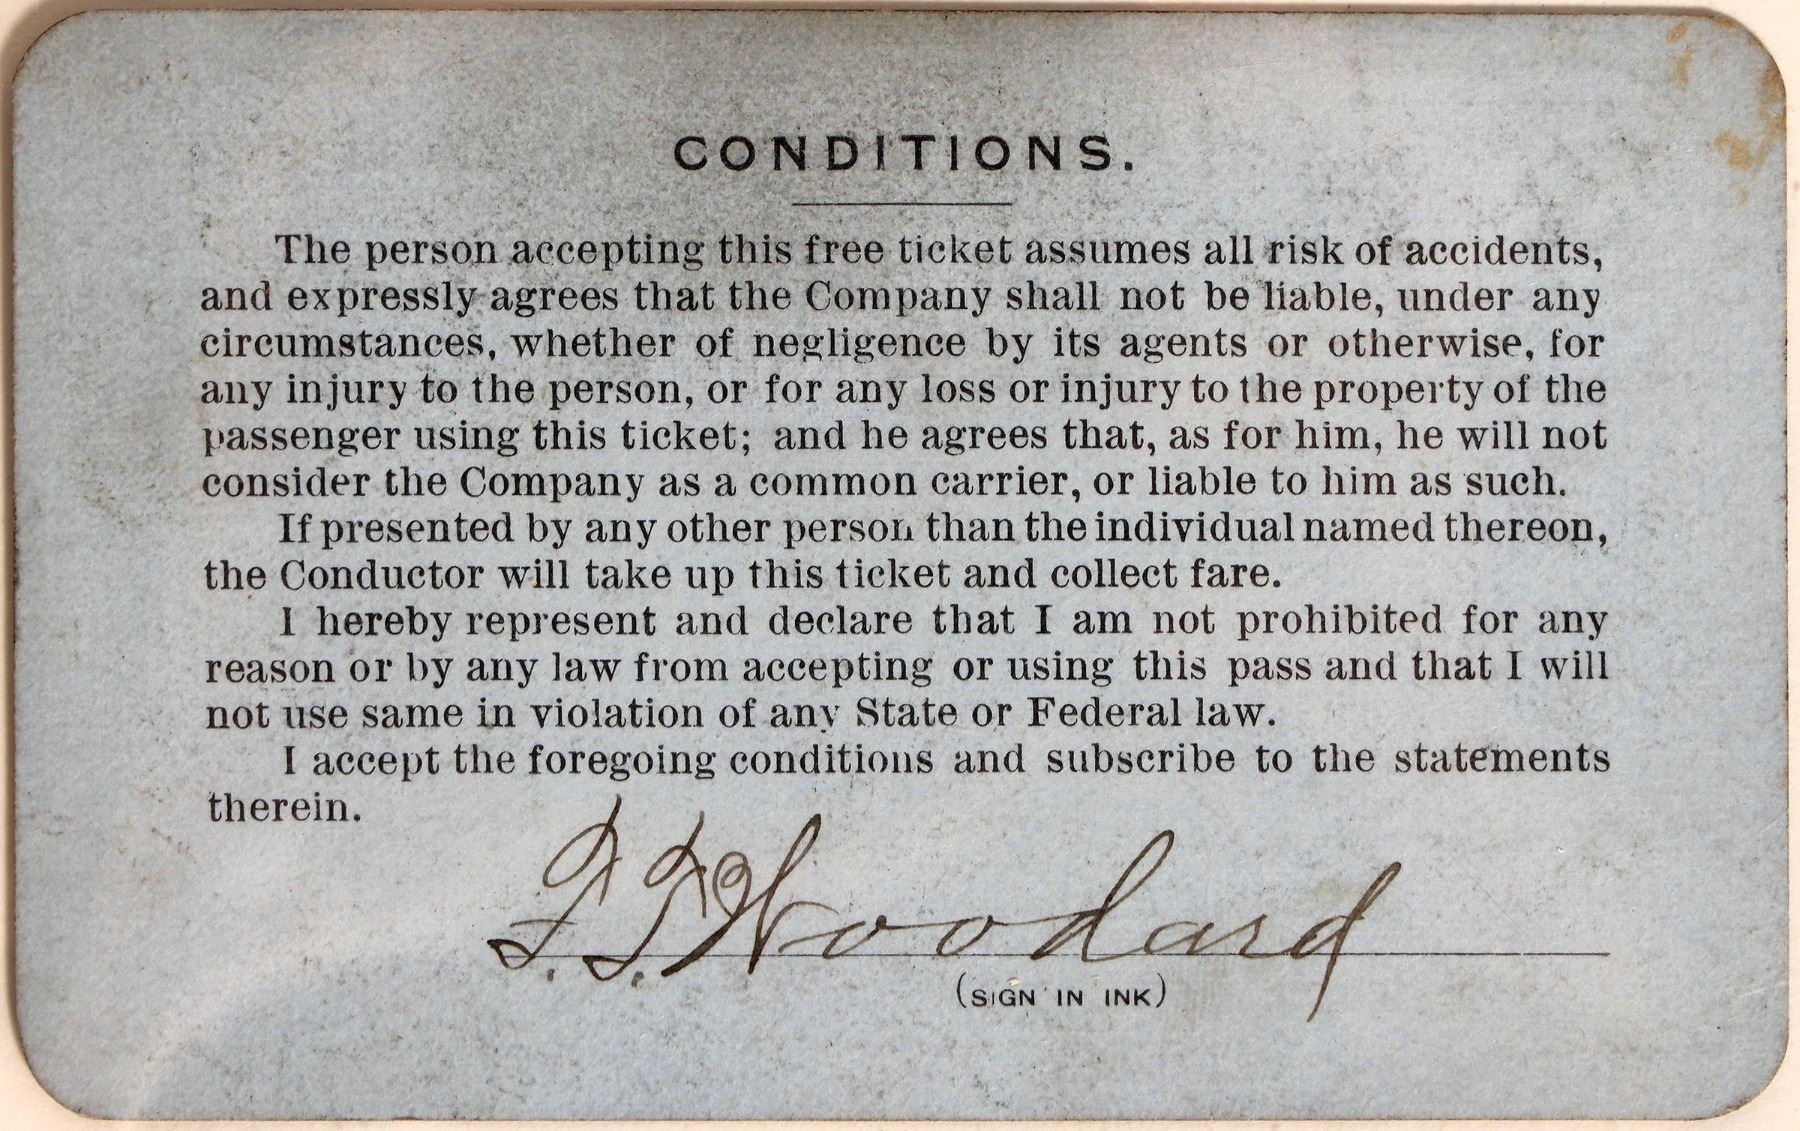 CONDITIONS.
The person accepting this free ticket assumes all risk of accidents,
and expressly agrees that the Company shall not be liable, under any
circumstances, whether of negligence by its agents or otherwise, for
any injury to the person, or for any loss or injury to the property of the
passenger using this ticket; and he agrees that, as for him, he will not
consider the Company as a common carrier, or liable to him as such.
If presented by any other person than the individual named thereon,
the Conductor will take up this ticket and collect fare.
I hereby represent and declare that I am not prohibited for any
reason or by any law from accepting or using this pass and that I will
not use same in violation of any State or Federal law.
I accept the foregoing conditions and subscribe to the statements
therein.
Woodard
(SIGN IN INK)